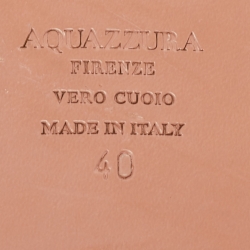 AQUAZZURA
FIRENZE
VERO CUOIO
MADE IN ITALY
40